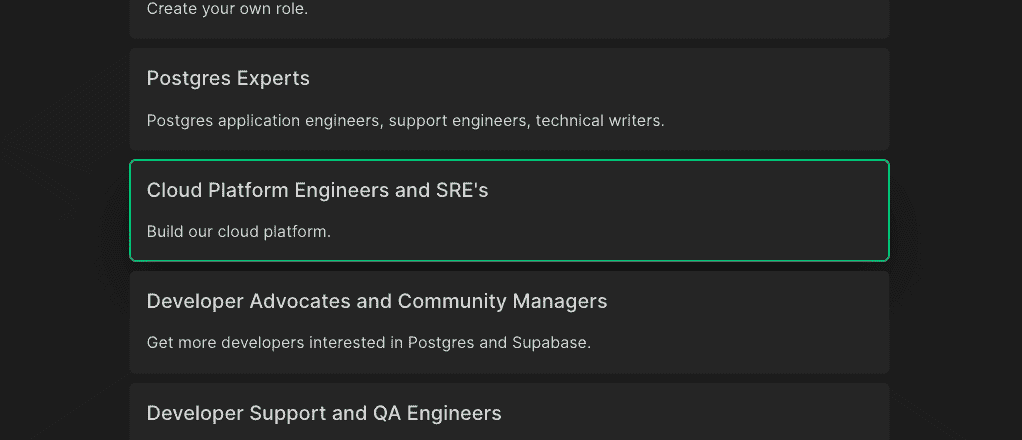 Create your own role.
Postgres Experts
Postgres application engineers, support engineers, technical writers.
Cloud Platform Engineers and SRE's
Build our cloud platform.
Developer Advocates and Community Managers
Get more developers interested in Postgres and Supabase.
Developer Support and QA Engineers